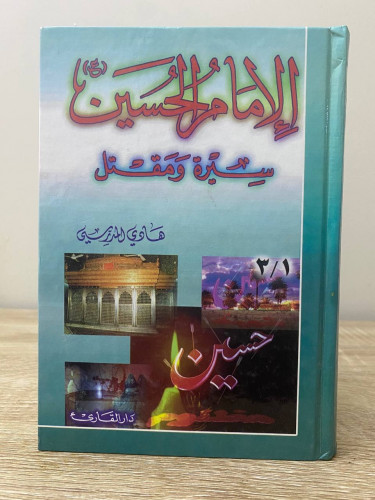 الإمام الحسين (ع)
سيرة ومقتل
هادي المدرسي
٣/١
حسين
دار القارئ